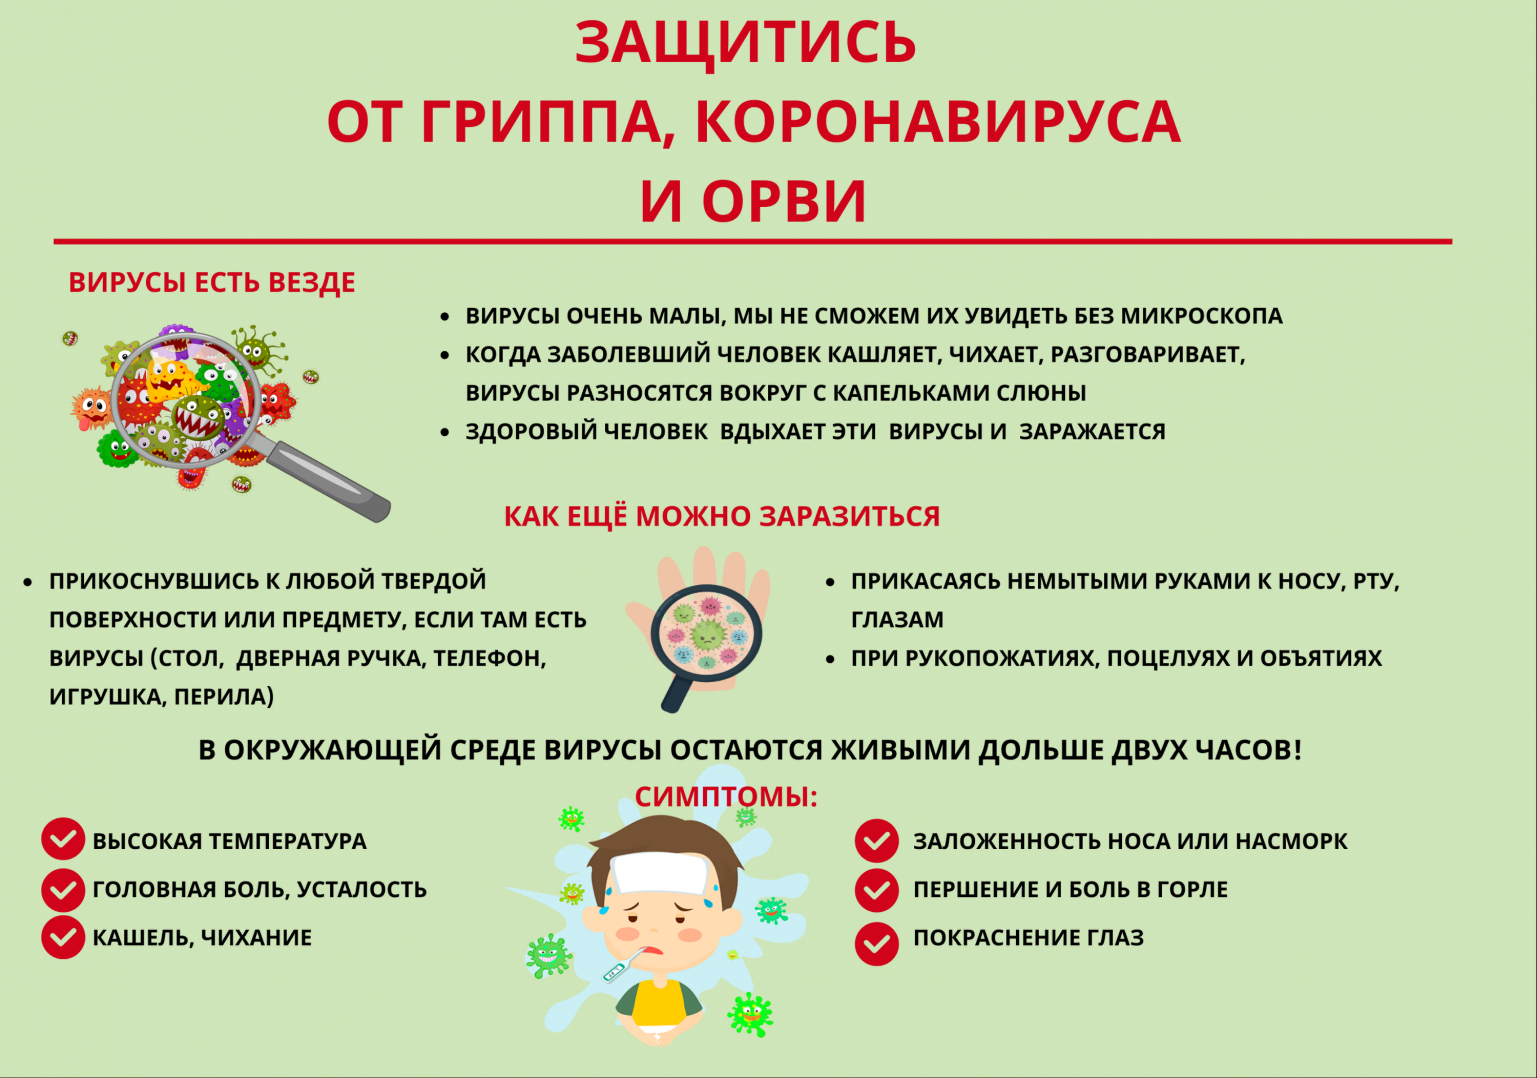 ЗАЩИТИСЬ
ОТ ГРИППА, КОРОНАВИРУСА
И ОРВИ
ВИРУСЫ ЕСТЬ ВЕЗДЕ
• ВИРУСЫ ОЧЕНЬ МАЛЫ, МЫ НЕ СМОЖЕМ ИХ УВИДЕТЬ БЕЗ МИКРОСКОПА
• КОГДА ЗАБОЛЕВШИЙ ЧЕЛОВЕК КАШЛЯЕТ, ЧИХАЕТ, РАЗГОВАРИВАЕТ,
ВИРУСЫ РАЗНОСЯТСЯ ВОКРУГ С КАПЕЛЬКАМИ СЛЮНЫ
• ЗДОРОВЫЙ ЧЕЛОВЕК ВДЫХАЕТ ЭТИ ВИРУСЫ И ЗАРАЖАЕТСЯ
КАК ЕЩЁ МОЖНО ЗАРАЗИТЬСЯ
• ПРИКОСНУВШИСЬ К ЛЮБОЙ ТВЕРДОЙ
ПОВЕРХНОСТИ ИЛИ ПРЕДМЕТУ, ЕСЛИ ТАМ ЕСТЬ
ВИРУСЫ (СТОЛ, ДВЕРНАЯ РУЧКА, ТЕЛЕФОН,
ИГРУШКА, ПЕРИЛА)
• ПРИКАСАЯСЬ НЕМЫТЫМИ РУКАМИ К НОСУ, РТУ,
ГЛАЗАМ
• ПРИ РУКОПОЖАТИЯХ, ПОЦЕЛУЯХ И ОБЪЯТИЯХ
В ОКРУЖАЮЩЕЙ СРЕДЕ ВИРУСЫ ОСТАЮТСЯ ЖИВЫМИ ДОЛЬШЕ ДВУХ ЧАСОВ!
СИМПТОМЫ:
ВЫСОКАЯ ТЕМПЕРАТУРА
ГОЛОВНАЯ БОЛЬ, УСТАЛОСТЬ
КАШЕЛЬ, ЧИХАНИЕ
ЗАЛОЖЕННОСТЬ НОСА ИЛИ НАСМОРК
ПЕРШЕНИЕ И БОЛЬ В ГОРЛЕ
ПОКРАСНЕНИЕ ГЛАЗ